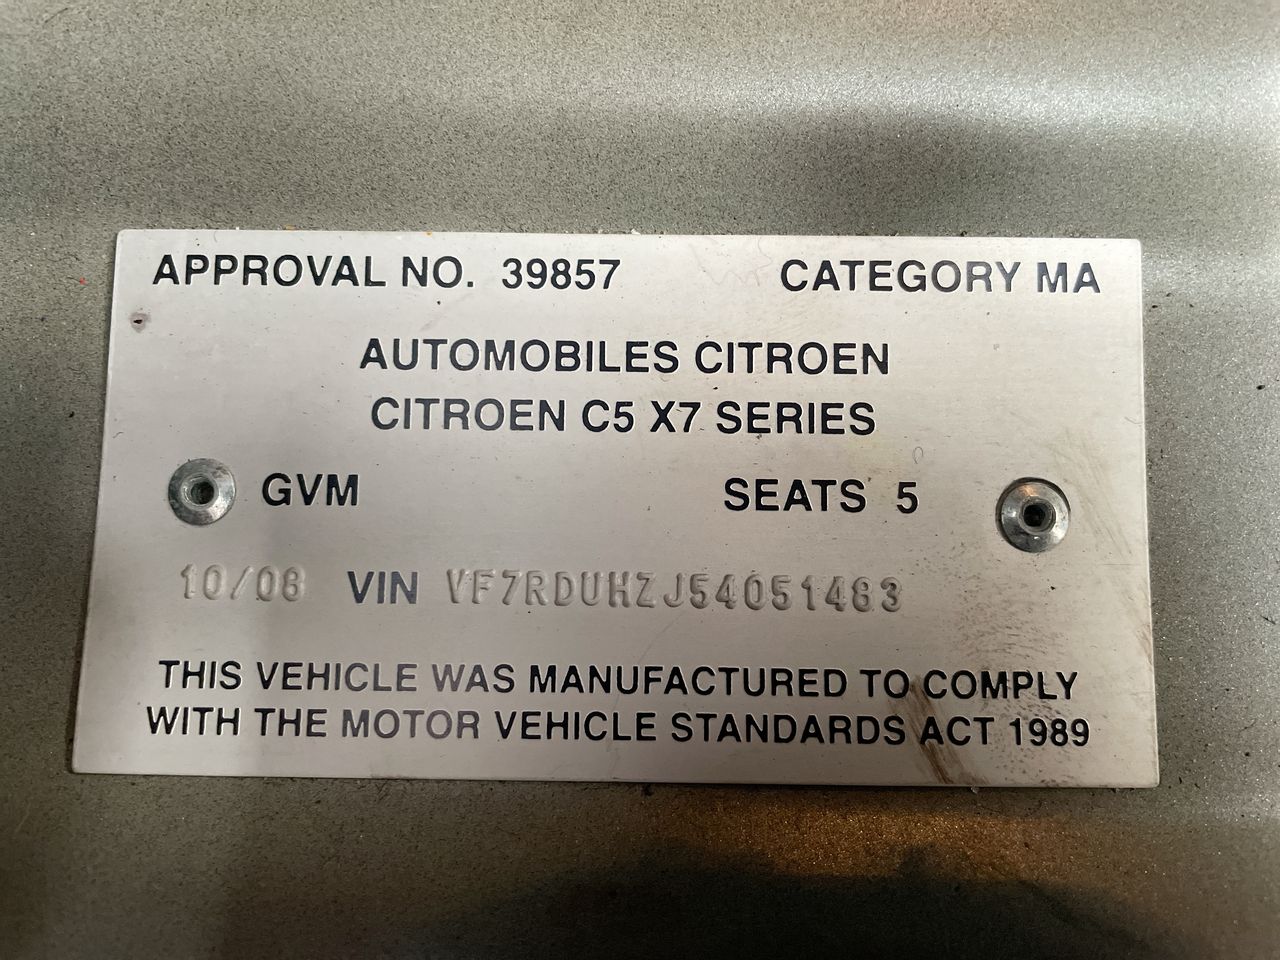 APPROVAL NO. 39857 CATEGORY MA
AUTOMOBILES CITROEN
CITROEN C5 X7 SERIES
GVM SEATS 5
10/08 VIN VF7RDUHZJ54051483
THIS VEHICLE WAS MANUFACTURED TO COMPLY
WITH THE MOTOR VEHICLE STANDARDS ACT 1989